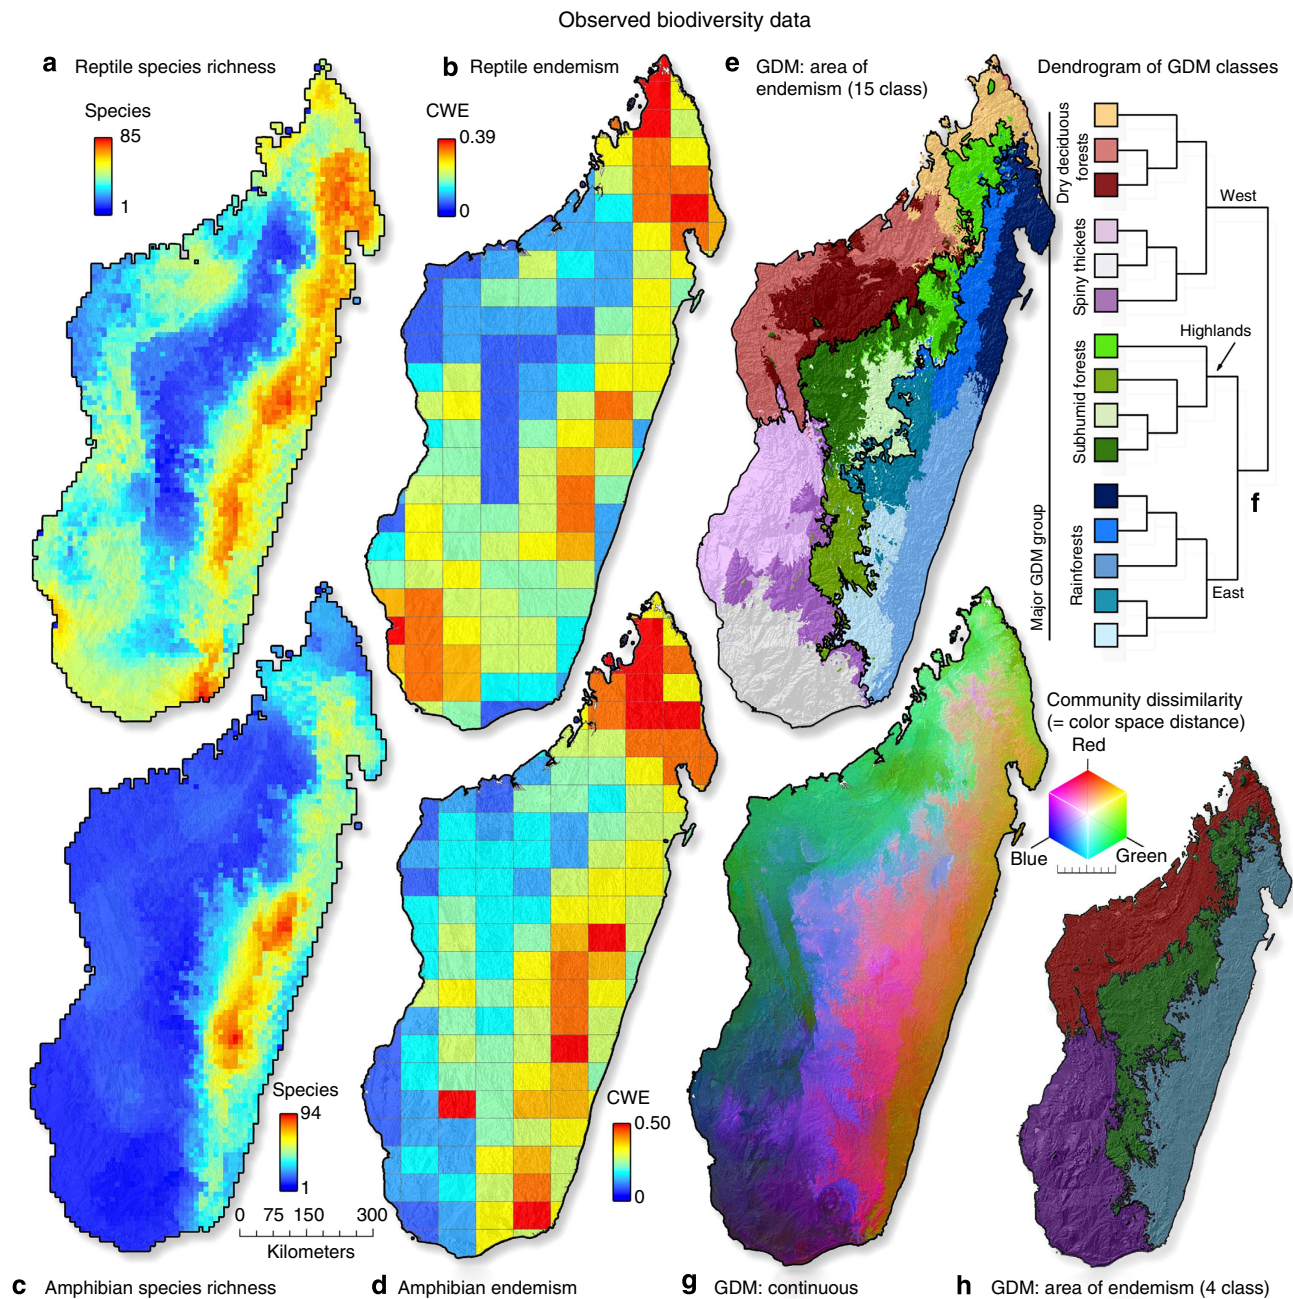 Observed biodiversity data
a Reptile species richness
Species
85
1
b Reptile endemism
CWE
0.39
0
e GDM: area of
endemism (15 class)
Dendrogram of GDM classes
Dry deciduous
forests
Spiny thickets
Subhumid forests
Rainforests
Major GDM group
West
Highlands
East
f
Community dissimilarity
(= color space distance)
Red
Blue
Green
Species
94
1
0 75 150 300
Kilometers
CWE
0.50
0
c Amphibian species richness
d Amphibian endemism
g GDM: continuous
h GDM: area of endemism (4 class)